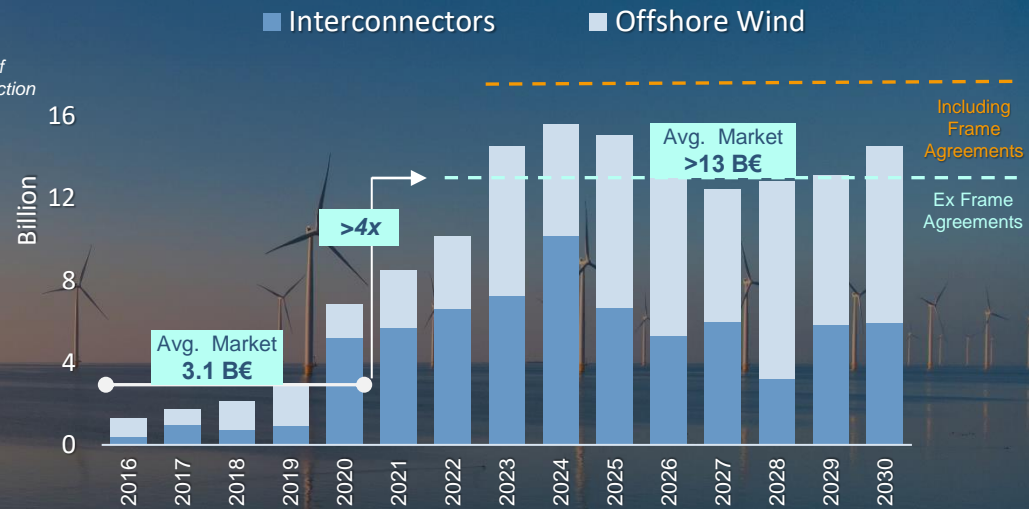 Interconnectors
Offshore Wind
of
ction
16
12
8
4
0
Billion
Including
Frame
Agreements
Avg. Market
>13 B€
Ex Frame
Agreements
>4x
Avg. Market
3.1 B€
2016
2017
2018
2019
2020
2021
2022
2023
2024
2025
2026
2027
2028
2029
2030